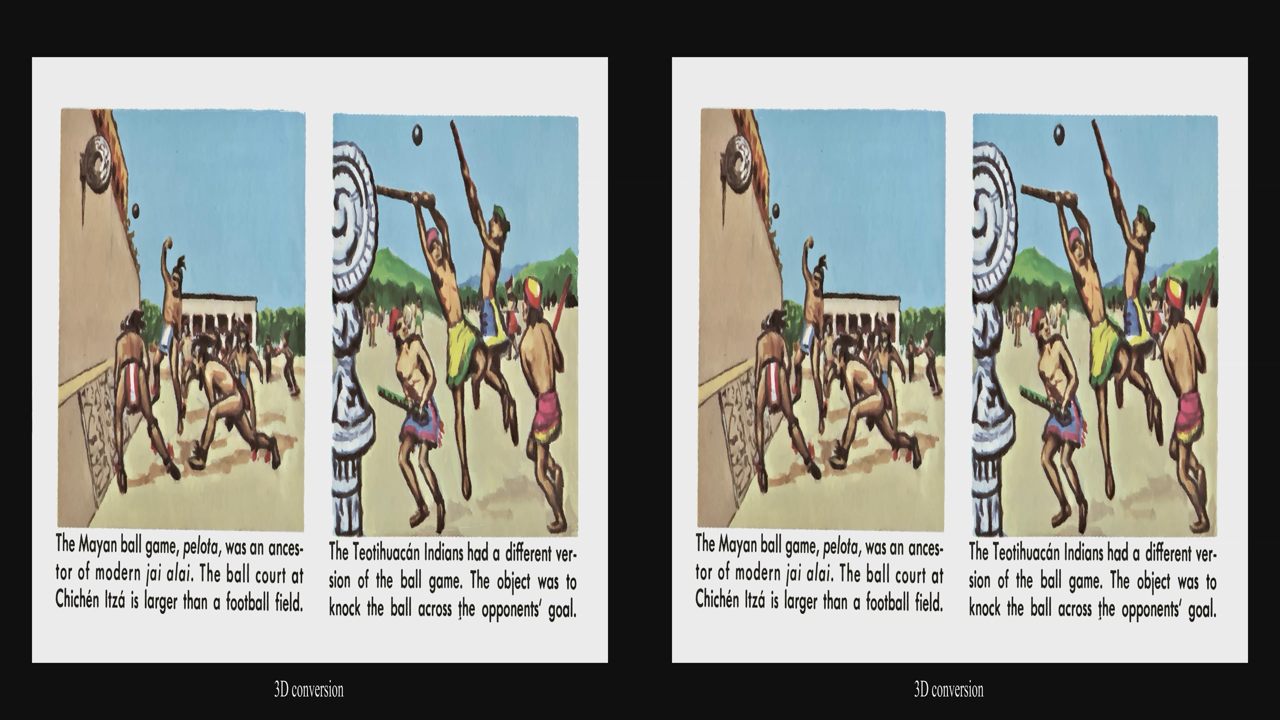 The Mayan ball game, pelota, was an ances-
tor of modern jai alai. The ball court at
Chichén Itzá is larger than a football field.
The Teotihuacán Indians had a different ver-
sion of the ball game. The object was to
knock the ball across the opponents' goal.
3D conversion
The Mayan ball game, pelota, was an ances-
tor of modern jai alai. The ball court at
Chichén Itzá is larger than a football field.
The Teotihuacán Indians had a different ver-
sion of the ball game. The object was to
knock the ball across the opponents' goal.
3D conversion